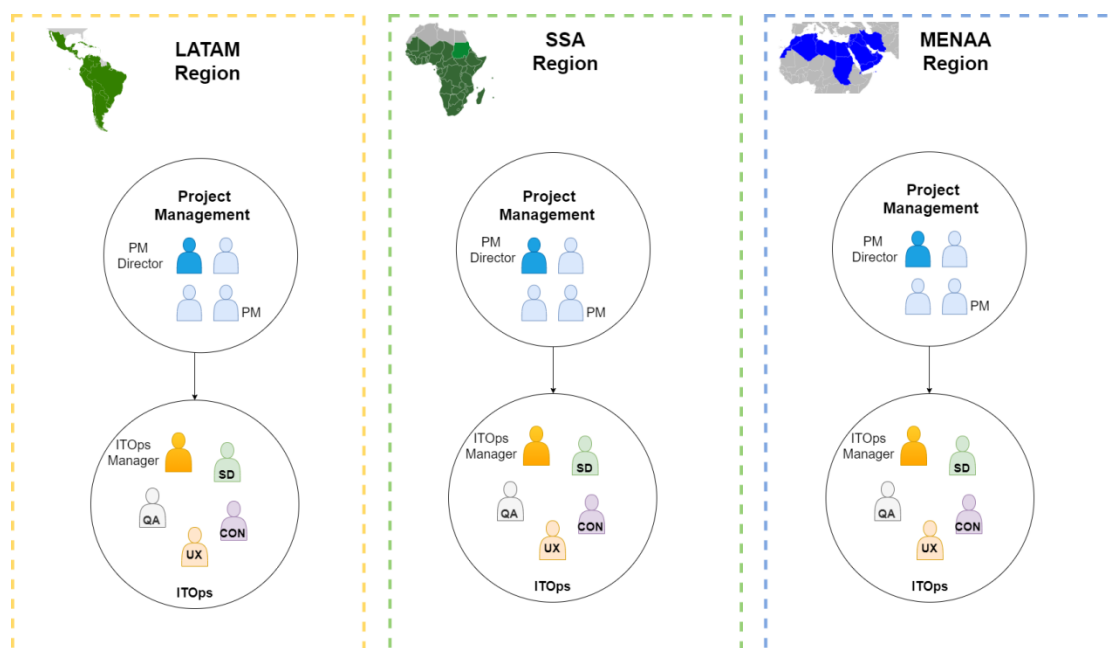 LATAM
Region
Project
Management
PM
Director
PM
ITOps
Manager
SD
QA
CON
UX
ITOps
SSA
Region
Project
Management
PM
Director
PM
ITOps
Manager
SD
QA
CON
UX
ITOps
MENAA
Region
Project
Management
PM
Director
PM
ITOps
Manager
SD
QA
CON
UX
ITOps